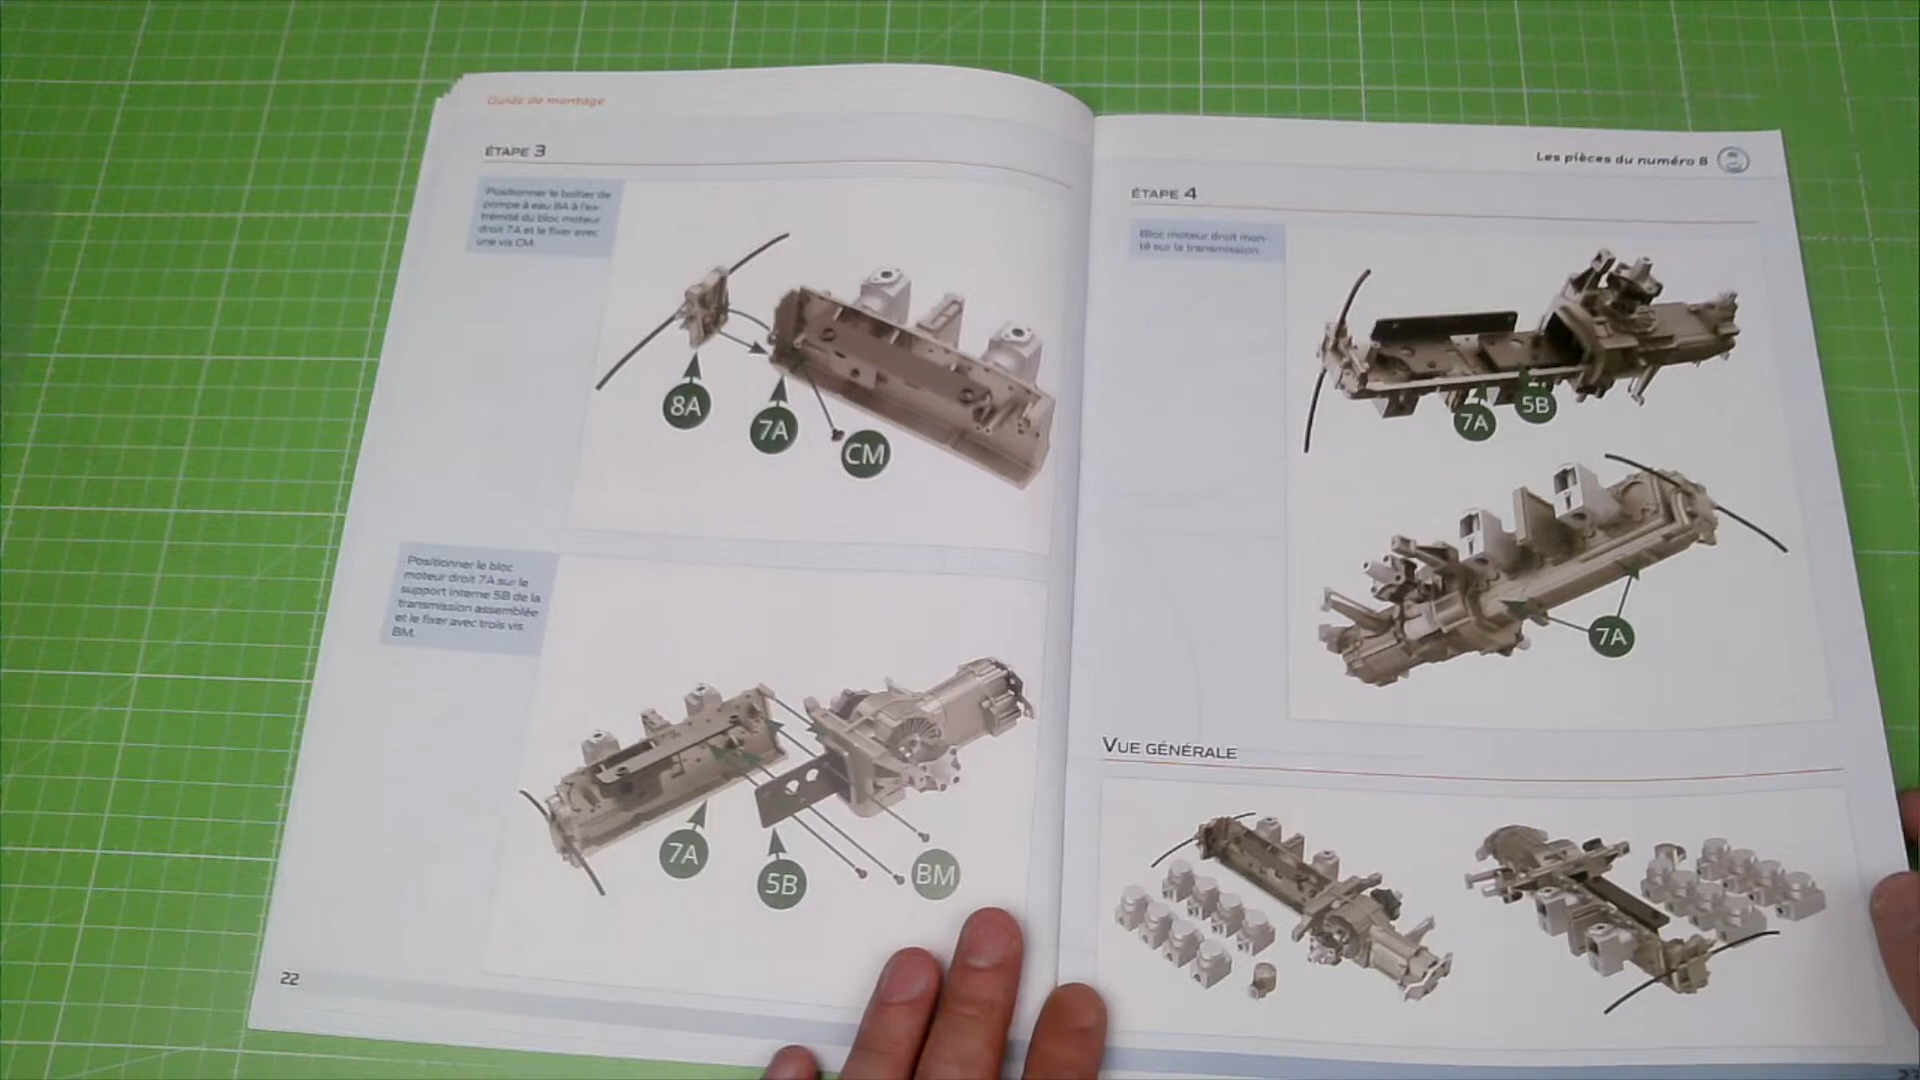 Guide de montage
ÉTAPE 3
Positionner le boîtier de
pompe à eau 8A à l'ex-
trémité du bloc moteur
droit 7A et le fixer avec
une vis CM.
8A
7A
CM
Positionner le bloc
moteur droit 7A sur le
support interne 5B de la
transmission assemblée
et le fixer avec trois vis
BM.
7A
5B
BM
22
Les pièces du numéro 8
ÉTAPE 4
Bloc moteur droit mon-
té sur la transmission.
7A
5B
7A
VUE GÉNÉRALE
23